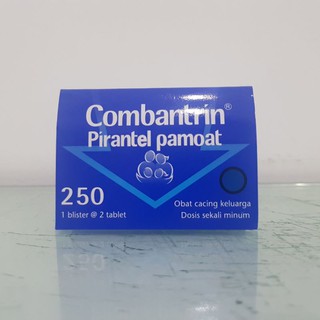 Combantrin®
Pirantel pamoat
250
1 blister @ 2 tablet
Obat cacing keluarga
Dosis sekali minum